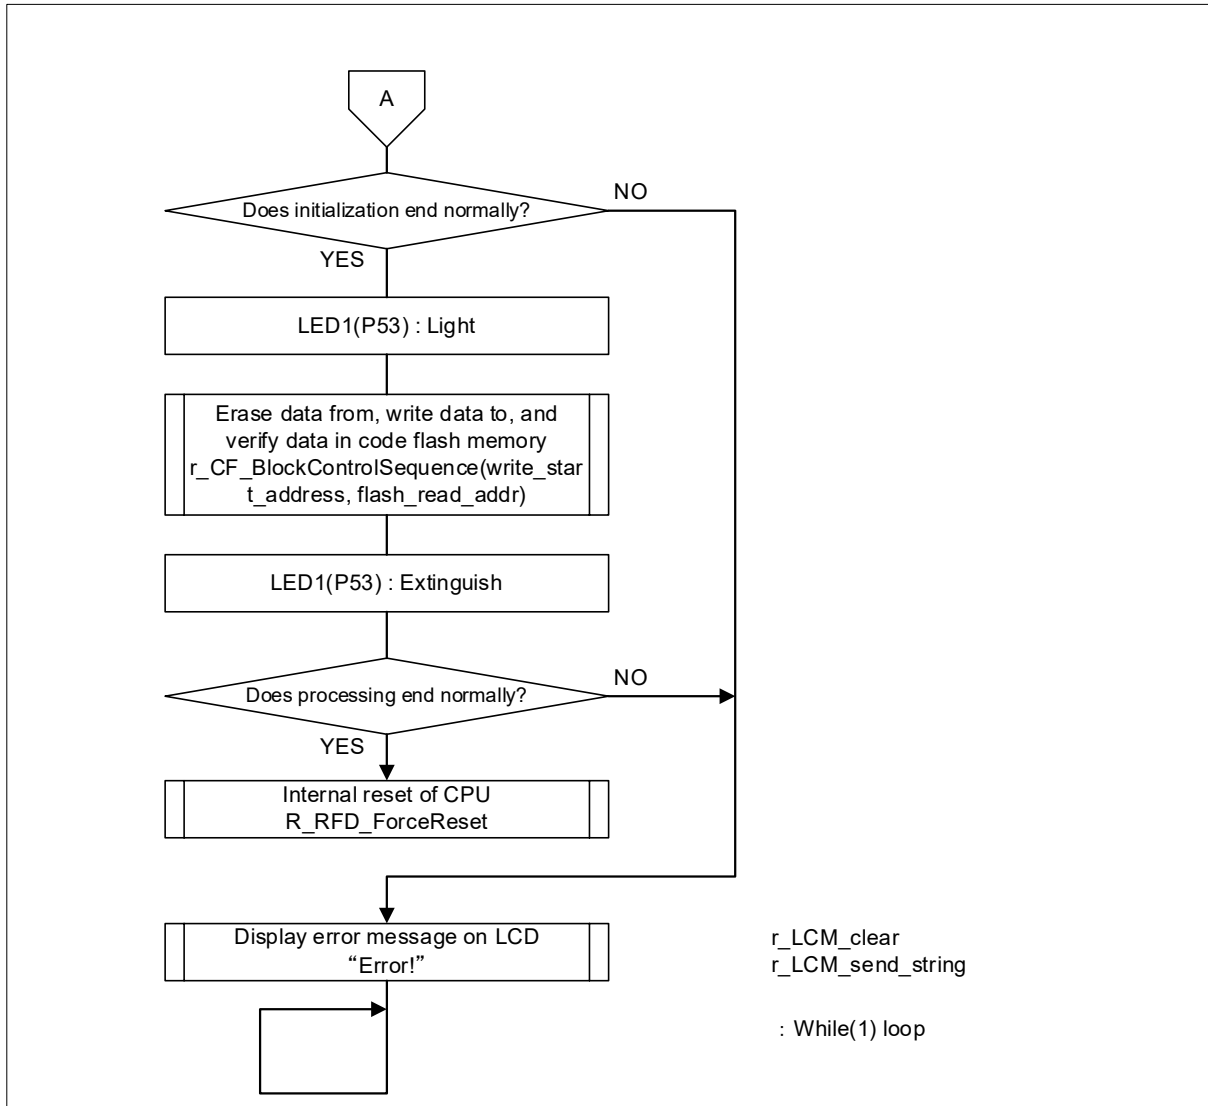 A
Does initialization end normally?
NO
YES
LED1(P53) : Light
Erase data from, write data to, and
verify data in code flash memory
r_CF_BlockControlSequence(write_star
t_address, flash_read_addr)
LED1(P53) : Extinguish
Does processing end normally?
NO
YES
Internal reset of CPU
R_RFD_ForceReset
Display error message on LCD
“Error!”
r_LCM_clear
r_LCM_send_string
: While(1) loop